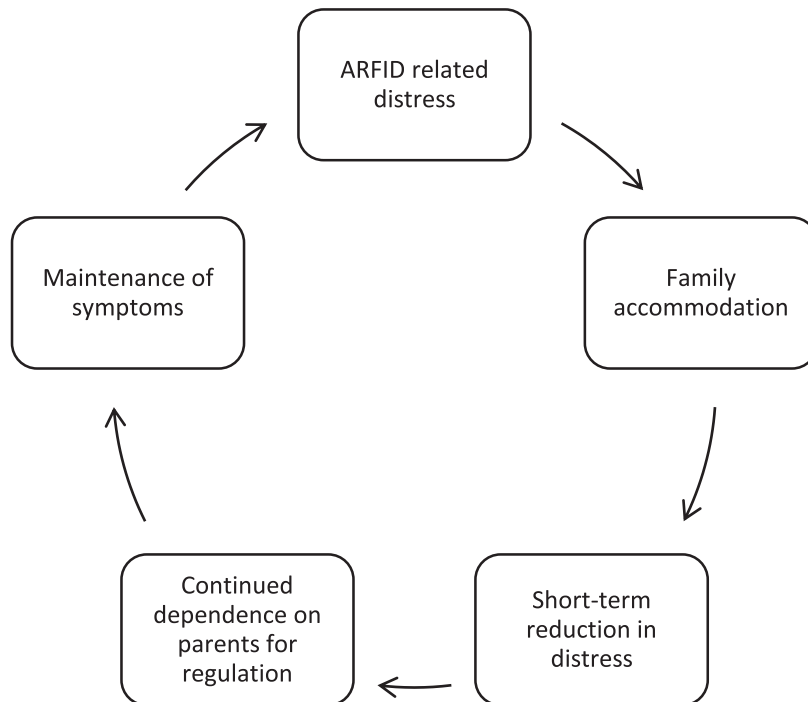 ARFID related
distress
Family
accommodation
Short-term
reduction in
distress
Continued
dependence on
parents for
regulation
Maintenance of
symptoms